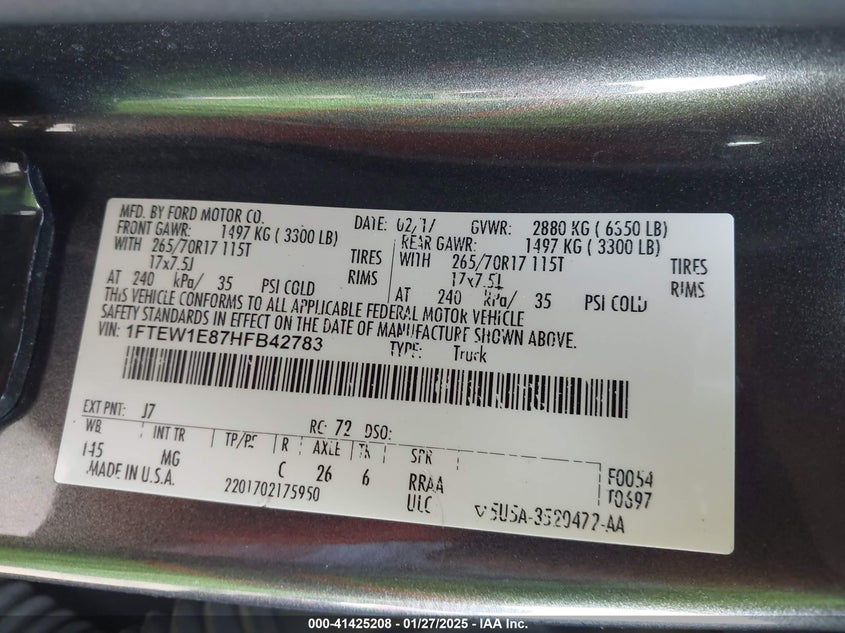 MFD. BY FORD MOTOR CO. DATE: 02/17 GVWR: 2880 KG ( 6350 LB)
FRONT GAWR: 1497 KG ( 3300 LB) REAR GAWR: 1497 KG ( 3300 LB)
WITH 265/70R17 115T TIRES WITH 265/70R17 115T TIRES
17x7.5J RIMS 17x7.5J RIMS
AT 240 kPa/ 35 PSI COLD AT 240 kPa/ 35 PSI COLD
THIS VEHICLE CONFORMS TO ALL APPLICABLE FEDERAL MOTOR VEHICLE
SAFETY STANDARDS IN EFFECT ON THE DATE OF MANUFACTURE SHOWN ABOVE.
VIN: 1FTEW1E87HFB42783 TYPE: Truck
EXT PNT: J7 RC: 72 DSO:
WB INT TR TP/PS R AXLE TR SPR
145 MG C 26 6 RRAA F0054
MADE IN U.S.A. 2201702175950 ULC T0697
5U5A-3520472-AA
000-41425208 - 01/27/2025 - IAA Inc.